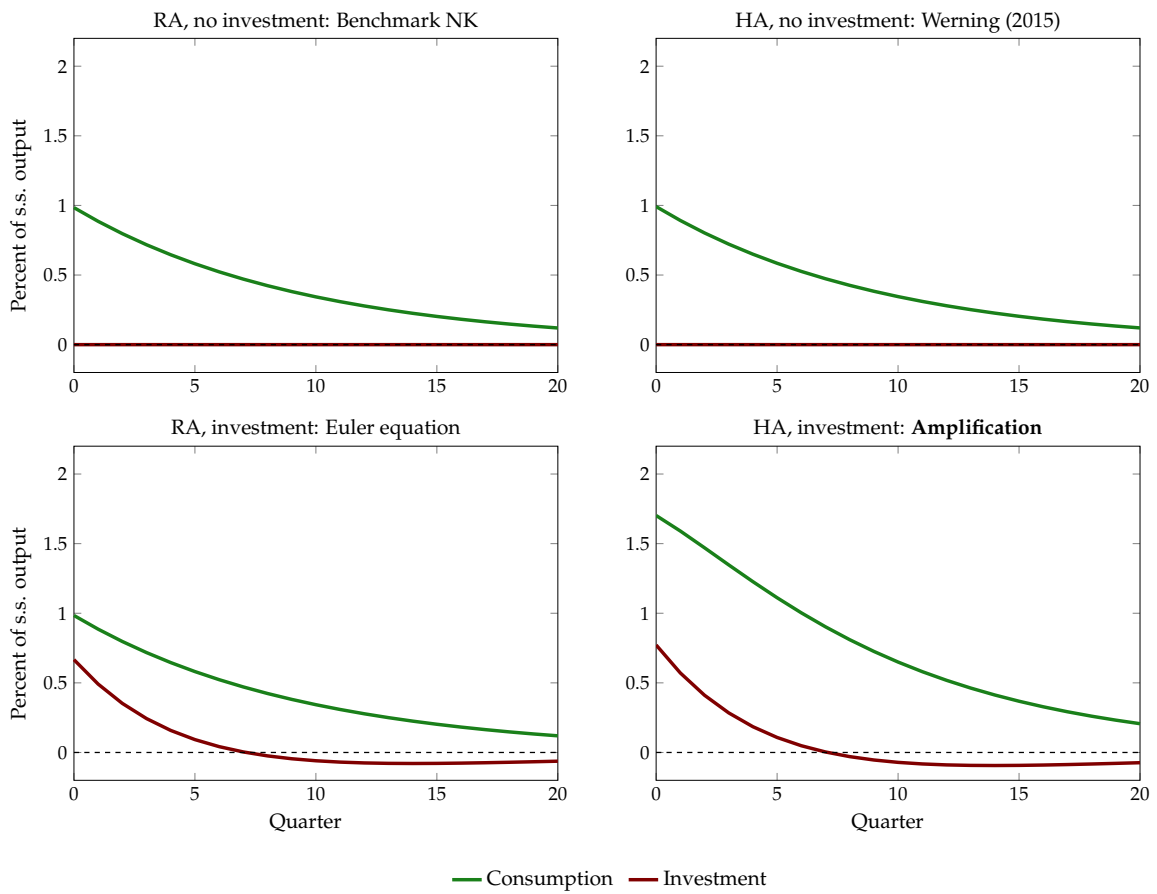 RA, no investment: Benchmark NK
HA, no investment: Werning (2015)
Percent of s.s. output
2
1.5
1
0.5
0
0 5 10 15 20
2
1.5
1
0.5
0
0 5 10 15 20
RA, investment: Euler equation
HA, investment: Amplification
Percent of s.s. output
2
1.5
1
0.5
0
0 5 10 15 20
Quarter
2
1.5
1
0.5
0
0 5 10 15 20
Quarter
Consumption Investment